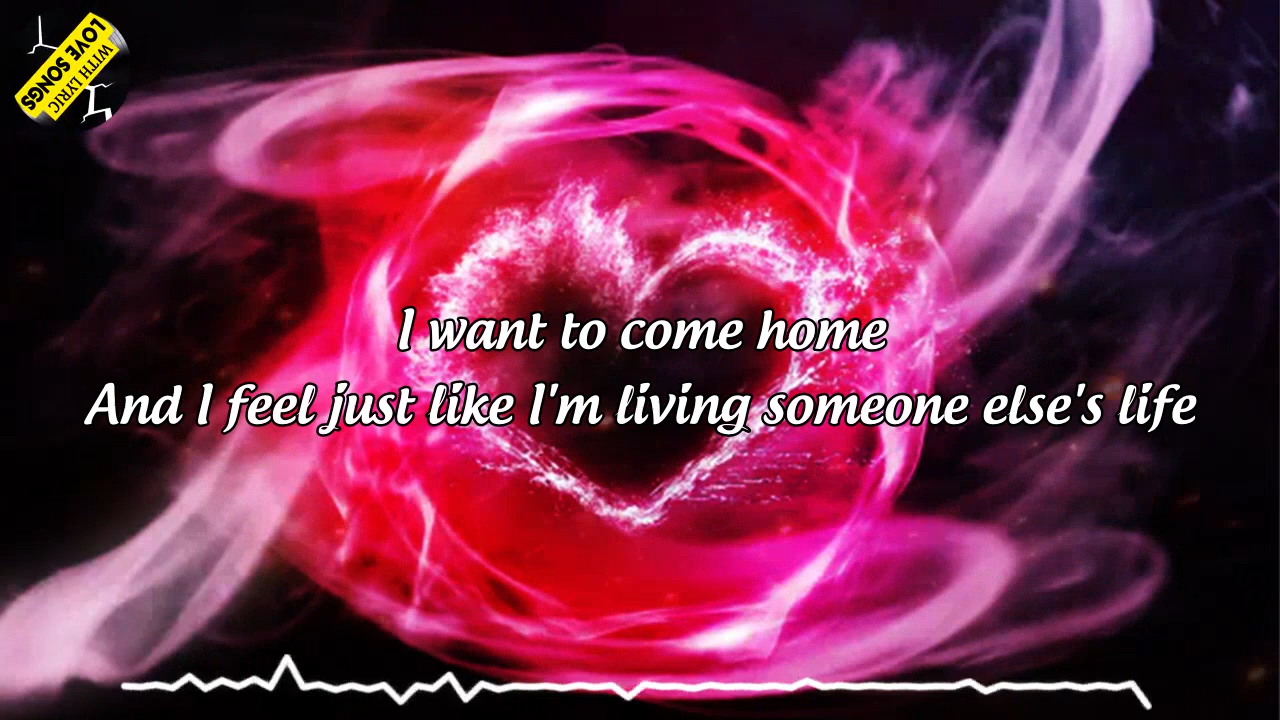 LOVE SONGS
WITH LYRIC
I want to come home
And I feel just like I'm living someone else's life